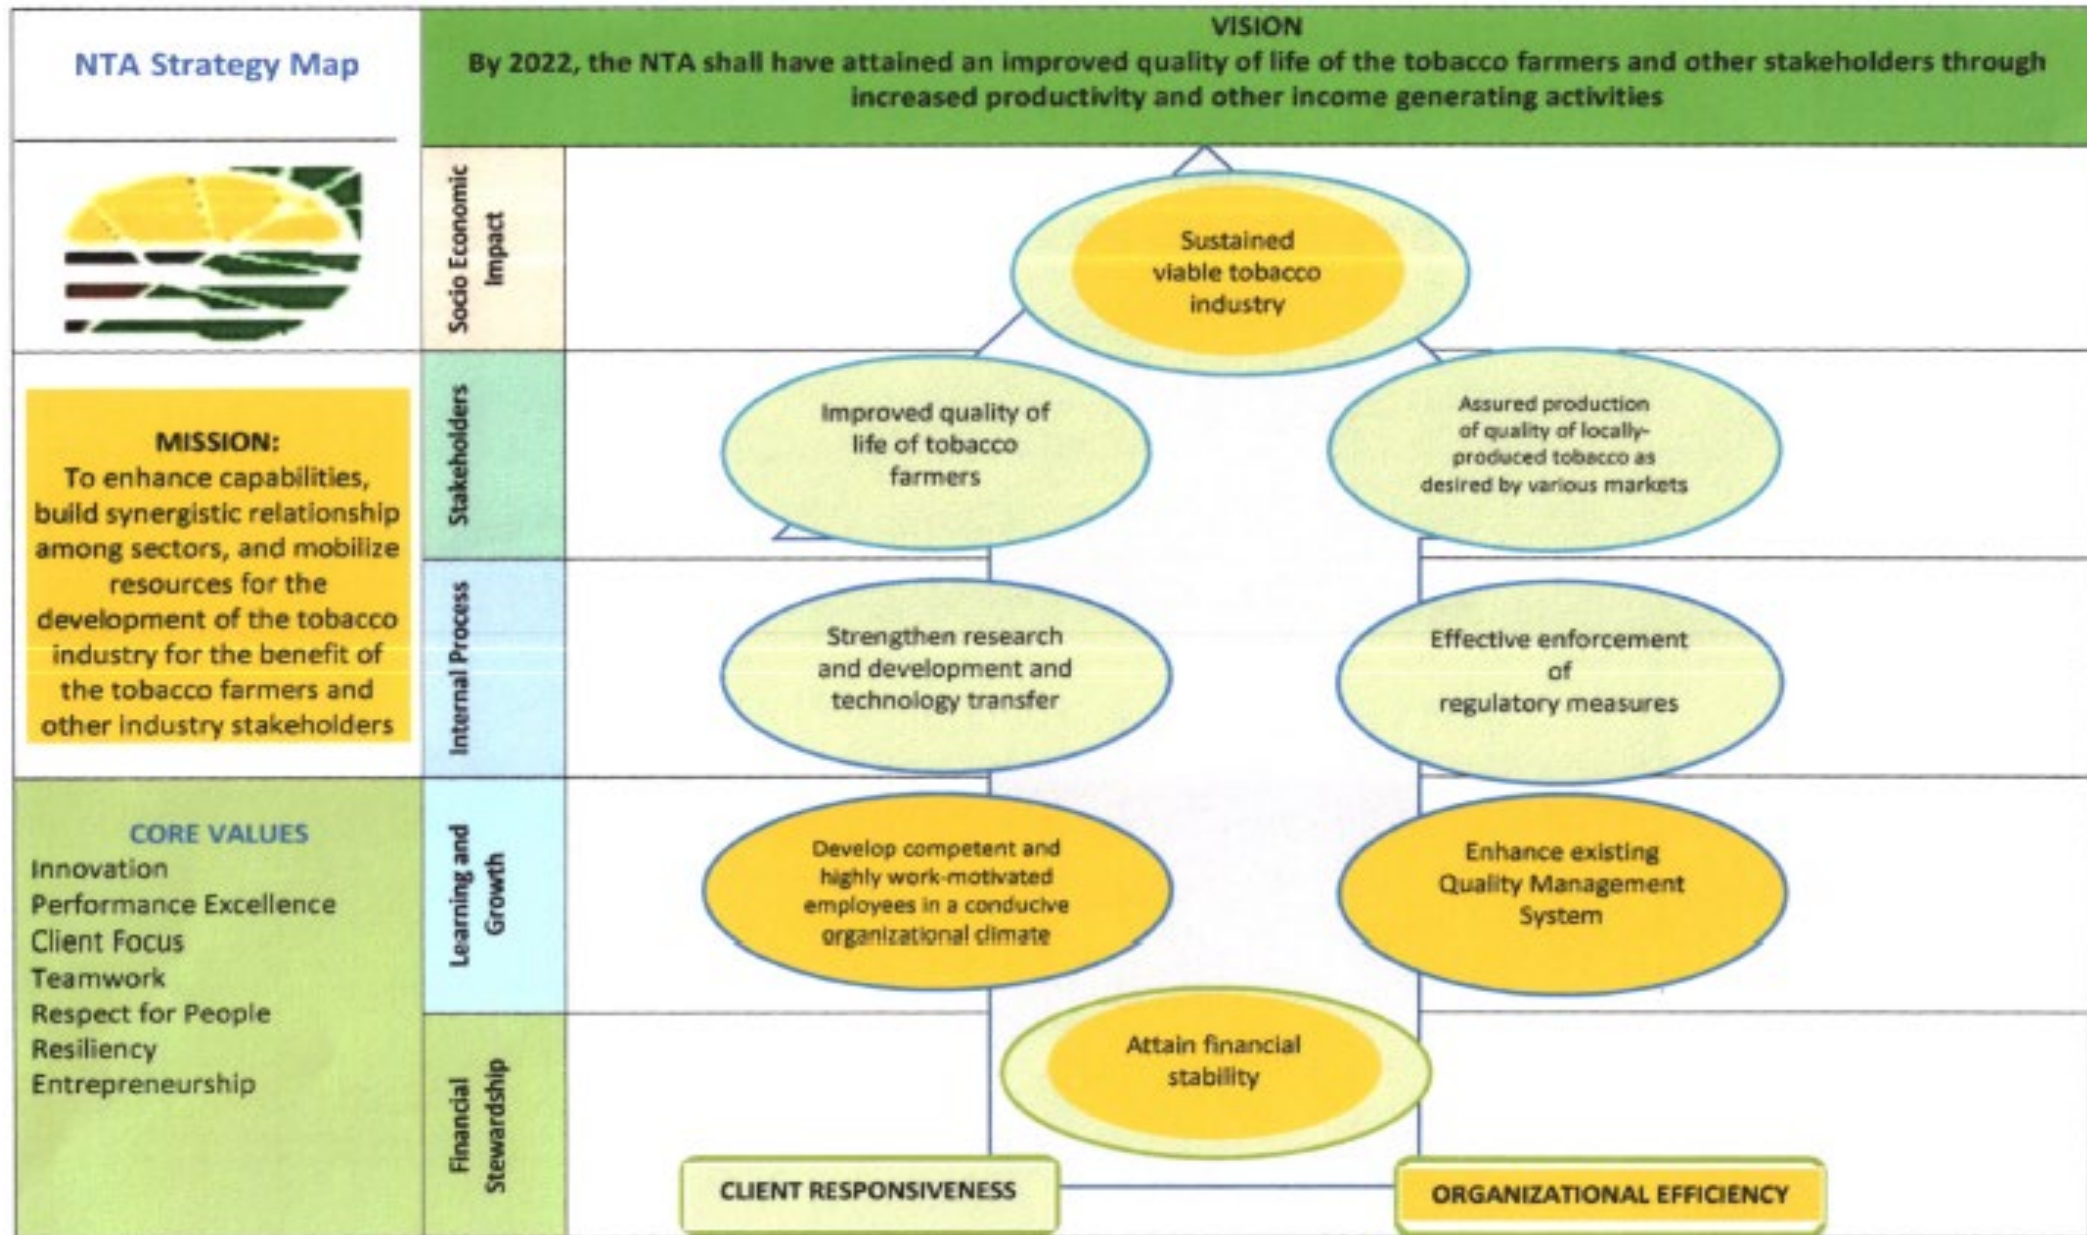 NTA Strategy Map
VISION
By 2022, the NTA shall have attained an improved quality of life of the tobacco farmers and other stakeholders through
increased productivity and other income generating activities
Socio Economic
Impact
Sustained
viable tobacco
industry
MISSION:
To enhance capabilities,
build synergistic relationship
among sectors, and mobilize
resources for the
development of the tobacco
industry for the benefit of
the tobacco farmers and
other industry stakeholders
Stakeholders
Improved quality of
life of tobacco
farmers
Assured production
of quality of locally-
produced tobacco as
desired by various markets
Internal Process
Strengthen research
and development and
technology transfer
Effective enforcement
of
regulatory measures
CORE VALUES
Innovation
Performance Excellence
Client Focus
Teamwork
Respect for People
Resiliency
Entrepreneurship
Learning and
Growth
Develop competent and
highly work-motivated
employees in a conducive
organizational climate
Enhance existing
Quality Management
System
Financial
Stewardship
Attain financial
stability
CLIENT RESPONSIVENESS
ORGANIZATIONAL EFFICIENCY